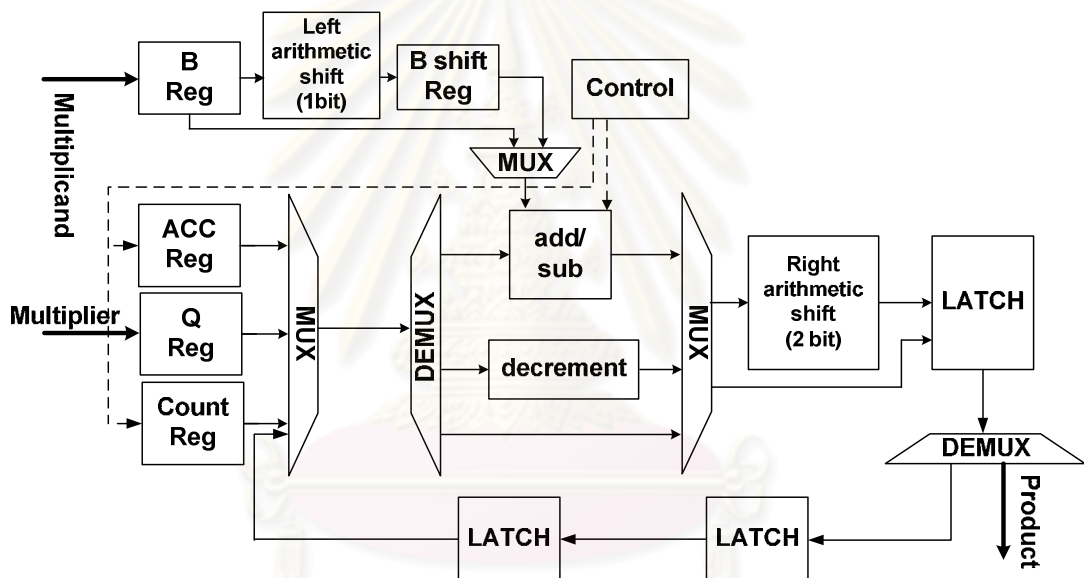 B
Reg
Left
arithmetic
shift
(1bit)
B shift
Reg
Control
Multiplicand
MUX
ACC
Reg
add/
sub
Right
arithmetic
shift
(2 bit)
LATCH
Multiplier
Q
Reg
MUX
DEMUX
MUX
decrement
Count
Reg
DEMUX
Product
LATCH
LATCH